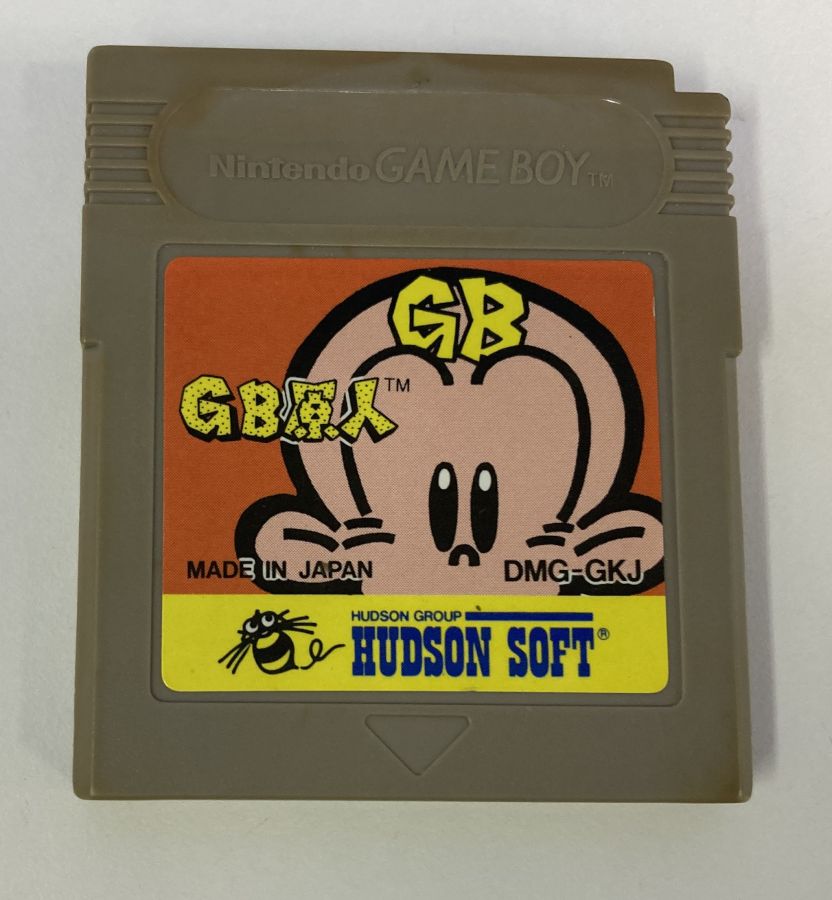 Nintendo GAME BOY™
GB
GB原人™
MADE IN JAPAN
DMG-GKJ
HUDSON GROUP
HUDSON SOFT®